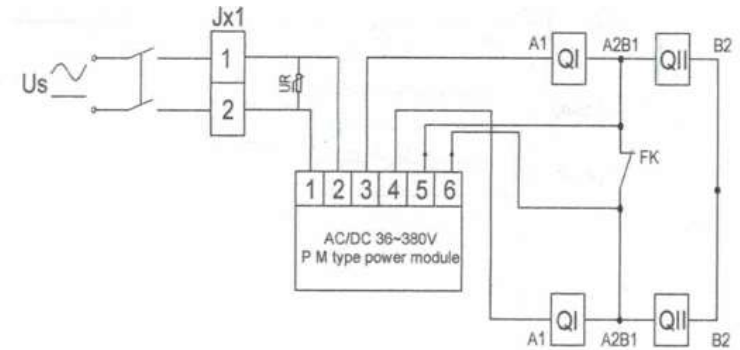 Jx1
A1 QI A2B1 QII B2
1
Us
UR
2
FK
1 2 3 4 5 6
AC/DC 36~380V
P M type power module
QI QII
A1 A2B1 B2